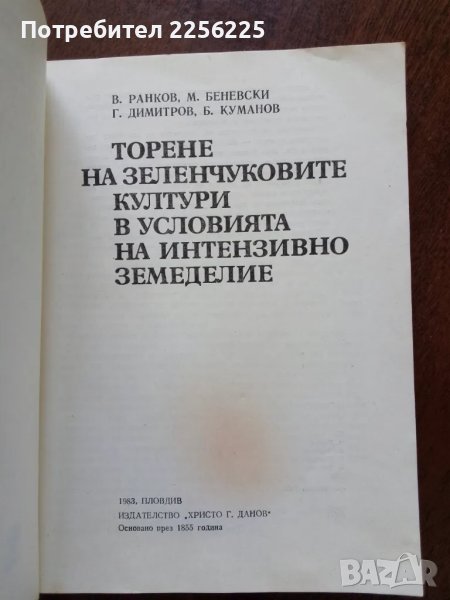 Потребител 2256225
В. РАНКОВ, М. БЕНЕВСКИ
Г. ДИМИТРОВ, Б. КУМАНОВ
ТОРЕНЕ
НА ЗЕЛЕНЧУКОВИТЕ
КУЛТУРИ
В УСЛОВИЯТА
НА ИНТЕНЗИВНО
ЗЕМЕДЕЛИЕ
1983, ПЛОВДИВ
ИЗДАТЕЛСТВО „ХРИСТО Г. ДАНОВ“
Основано през 1855 година
BAZAR